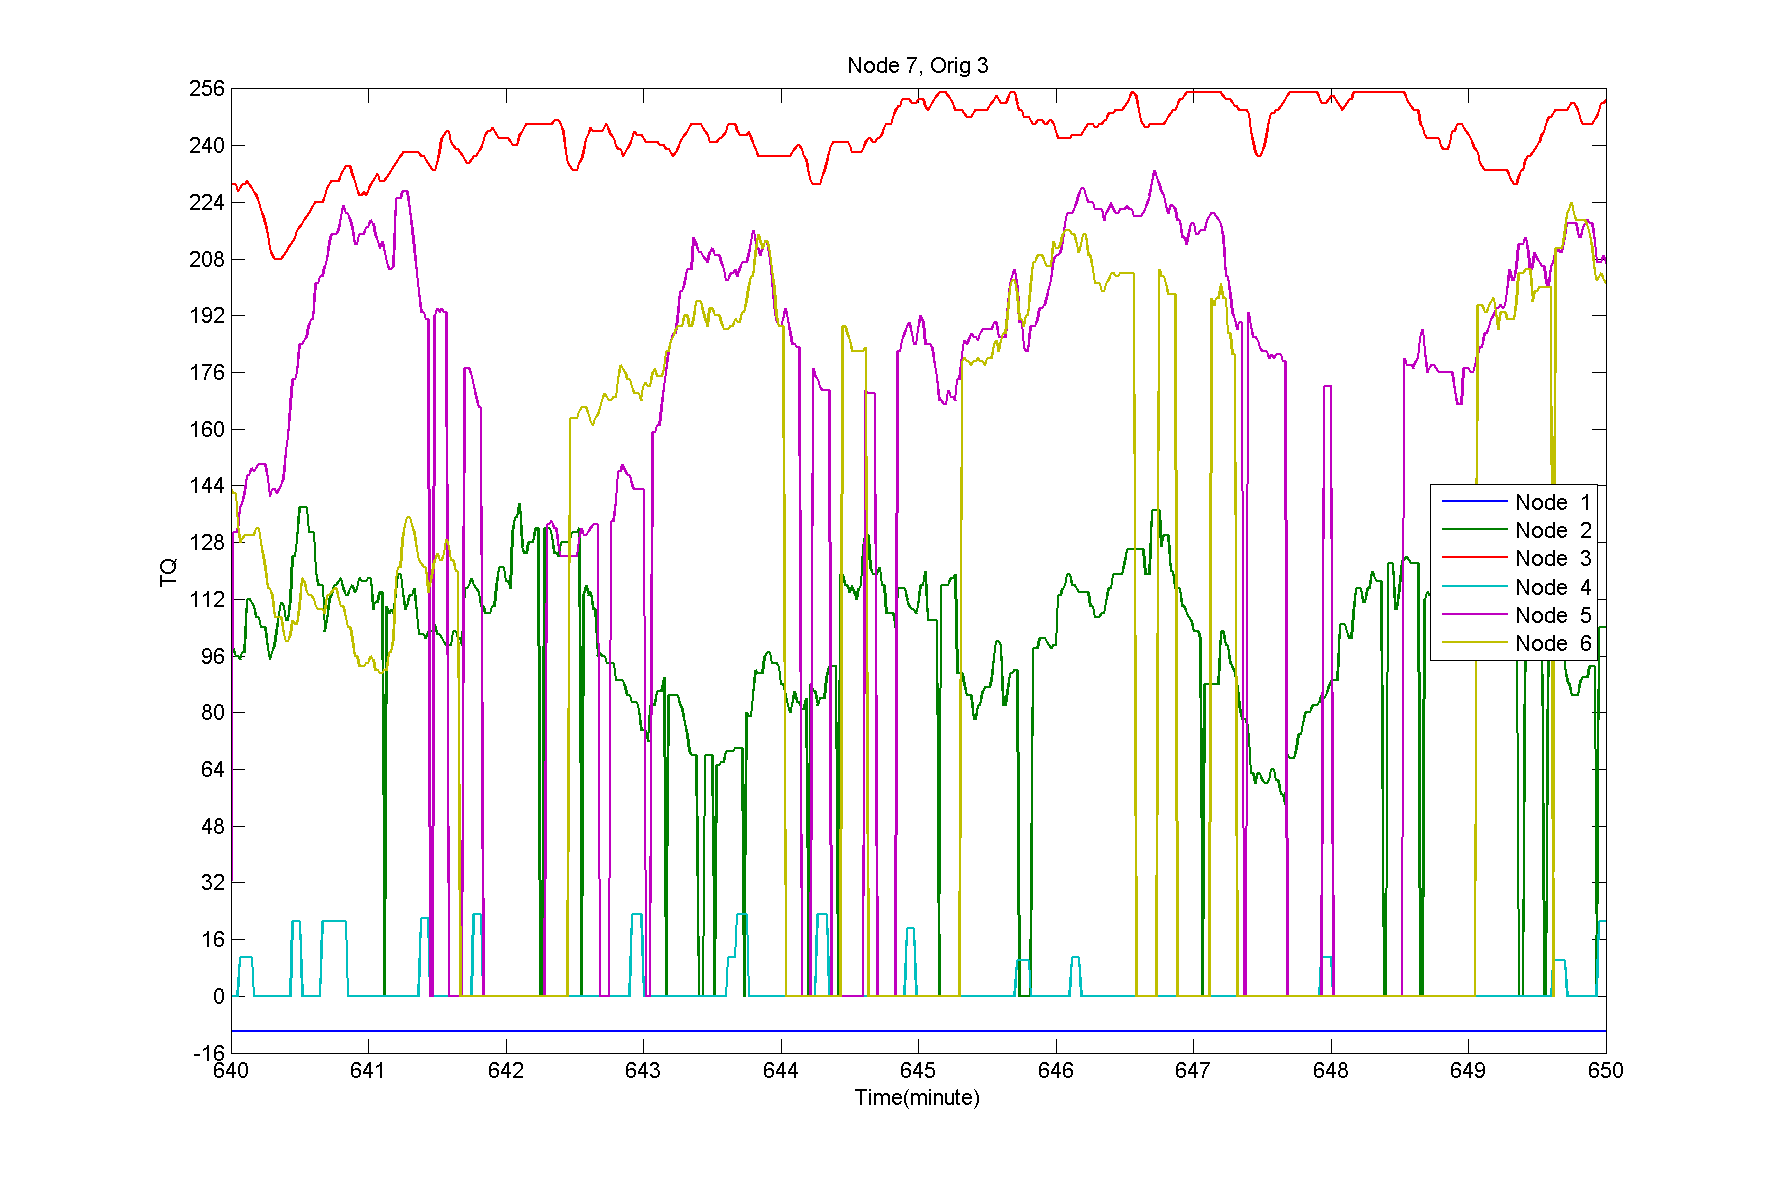 Node 7, Orig 3
256
240
224
208
192
176
160
144
128
112
96
80
64
48
32
16
0
-16
TQ
Node 1
Node 2
Node 3
Node 4
Node 5
Node 6
640 641 642 643 644 645 646 647 648 649 650
Time(minute)